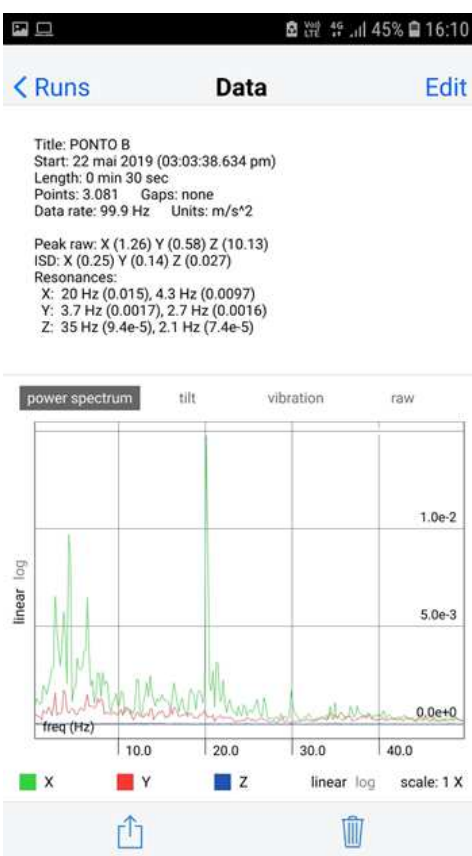 VoLTE 4G 45% 16:10
Runs Data Edit
Title: PONTO B
Start: 22 mai 2019 (03:03:38.634 pm)
Length: 0 min 30 sec
Points: 3.081 Gaps: none
Data rate: 99.9 Hz Units: m/s^2
Peak raw: X (1.26) Y (0.58) Z (10.13)
ISD: X (0.25) Y (0.14) Z (0.027)
Resonances:
X: 20 Hz (0.015), 4.3 Hz (0.0097)
Y: 3.7 Hz (0.0017), 2.7 Hz (0.0016)
Z: 35 Hz (9.4e-5), 2.1 Hz (7.4e-5)
power spectrum tilt vibration raw
1.0e-2
linear log
5.0e-3
0.0e+0
freq (Hz)
10.0 20.0 30.0 40.0
X Y Z linear log scale: 1 X